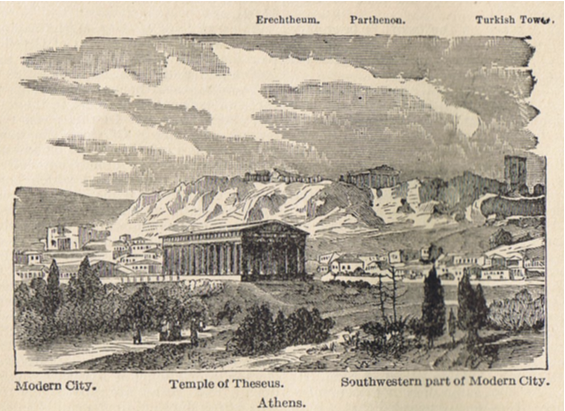 Erechtheum. Parthenon. Turkish Tower.
Modern City. Temple of Theseus. Southwestern part of Modern City.
Athens.